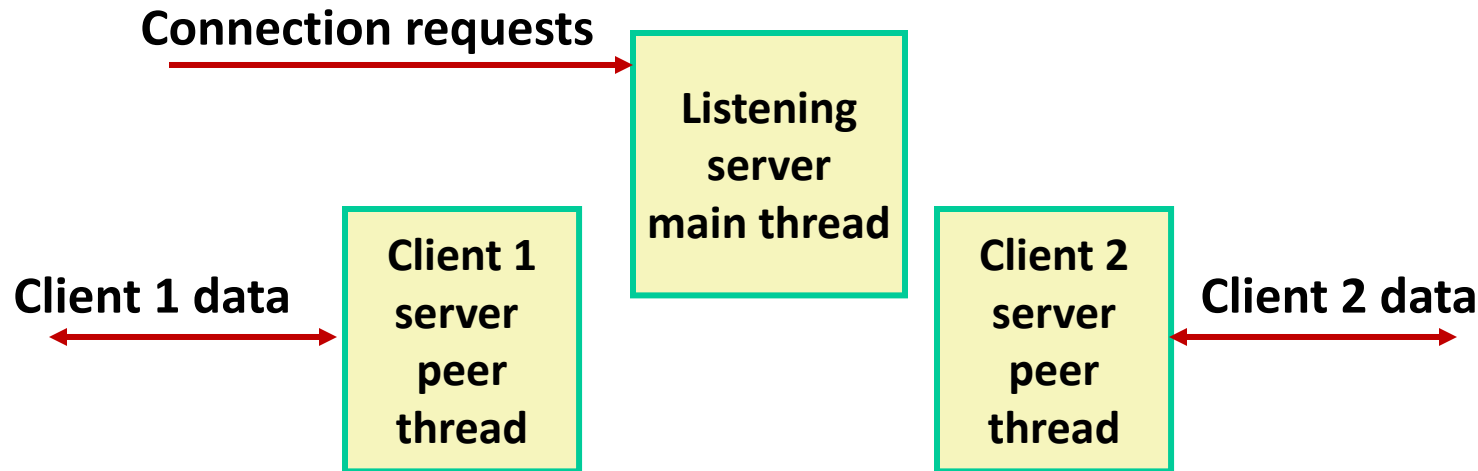 Connection requests
Listening
server
main thread
Client 1 data
Client 1
server
peer
thread
Client 2
server
peer
thread
Client 2 data